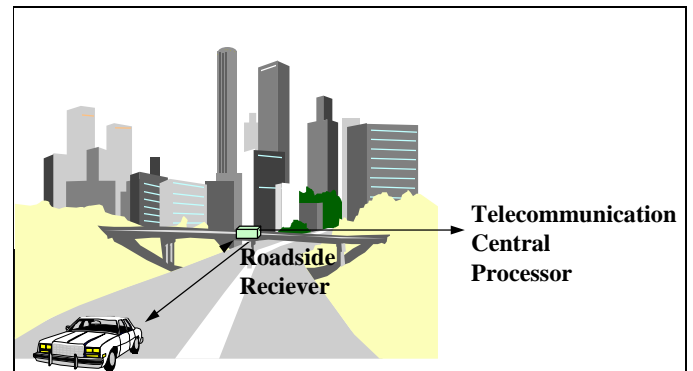 Telecommunication
Central
Processor
Roadside
Reciever